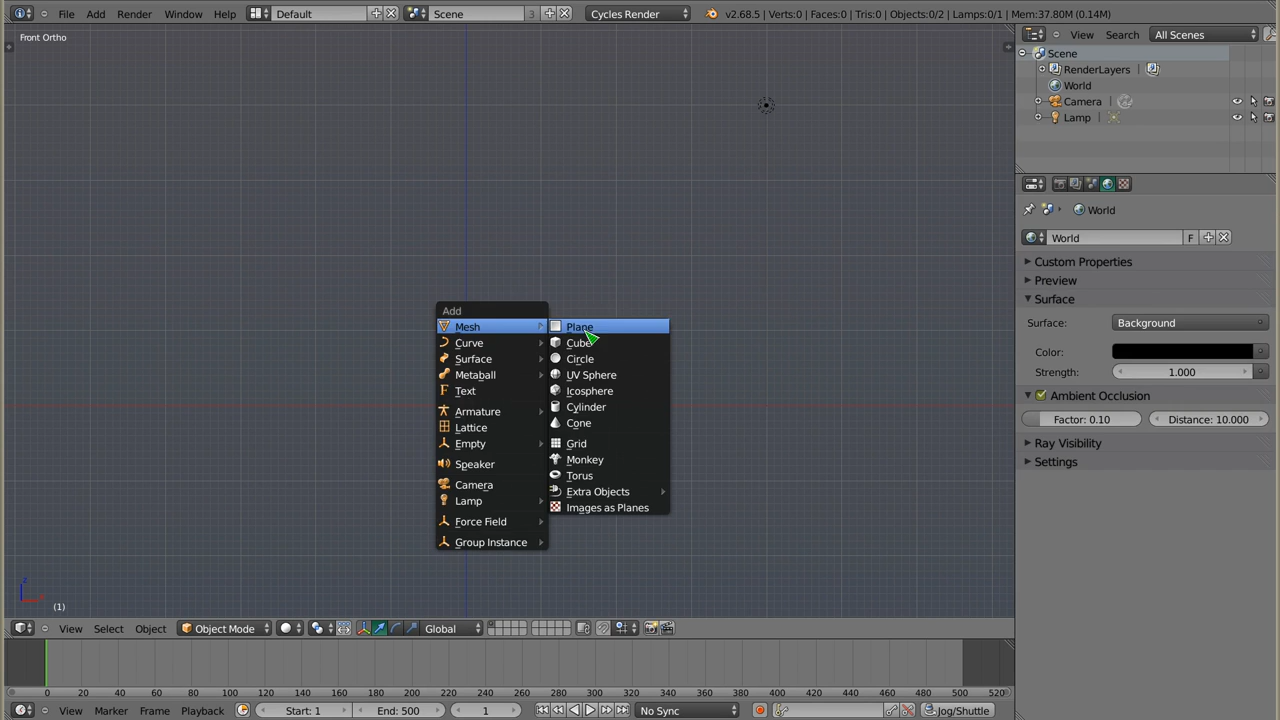 File Add Render Window Help Default Scene 3 Cycles Render v2.68.5 | Verts:0 | Faces:0 | Tris:0 | Objects:0/2 | Lamps:0/1 | Mem:37.80M (0.14M)
Front Ortho
View Search All Scenes
Scene
RenderLayers
World
Camera
Lamp
World
World F
Custom Properties
Preview
Surface
Surface: Background
Color:
Strength: 1.000
Ambient Occlusion
Factor: 0.10 Distance: 10.000
Ray Visibility
Settings
Add
Mesh
Curve
Surface
Metaball
Text
Armature
Lattice
Empty
Speaker
Camera
Lamp
Force Field
Group Instance
Plane
Cube
Circle
UV Sphere
Icosphere
Cylinder
Cone
Grid
Monkey
Torus
Extra Objects
Images as Planes
z
(1)
View Select Object Object Mode Global
0 20 40 60 80 100 120 140 160 180 200 220 240 260 280 300 320 340 360 380 400 420 440 460 480 500 520
View Marker Frame Playback Start: 1 End: 500 1 No Sync Jog/Shuttle